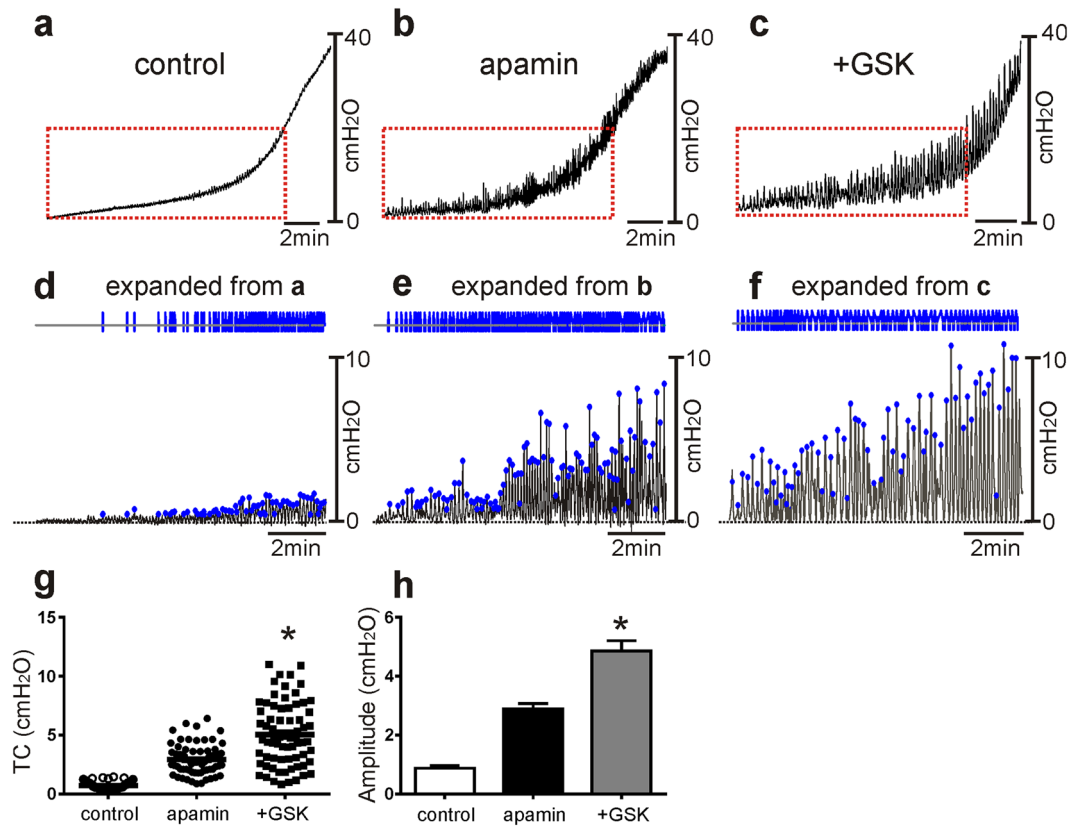 a
control
40
cmH2O
0
2min
b
apamin
40
cmH2O
0
2min
c
+GSK
40
cmH2O
0
2min
d
expanded from a
10
cmH2O
0
2min
e
expanded from b
10
cmH2O
0
2min
f
expanded from c
10
cmH2O
0
2min
g
TC (cmH2O)
15
10
5
0
*
control
apamin
+GSK
h
Amplitude (cmH2O)
6
4
2
0
*
control
apamin
+GSK